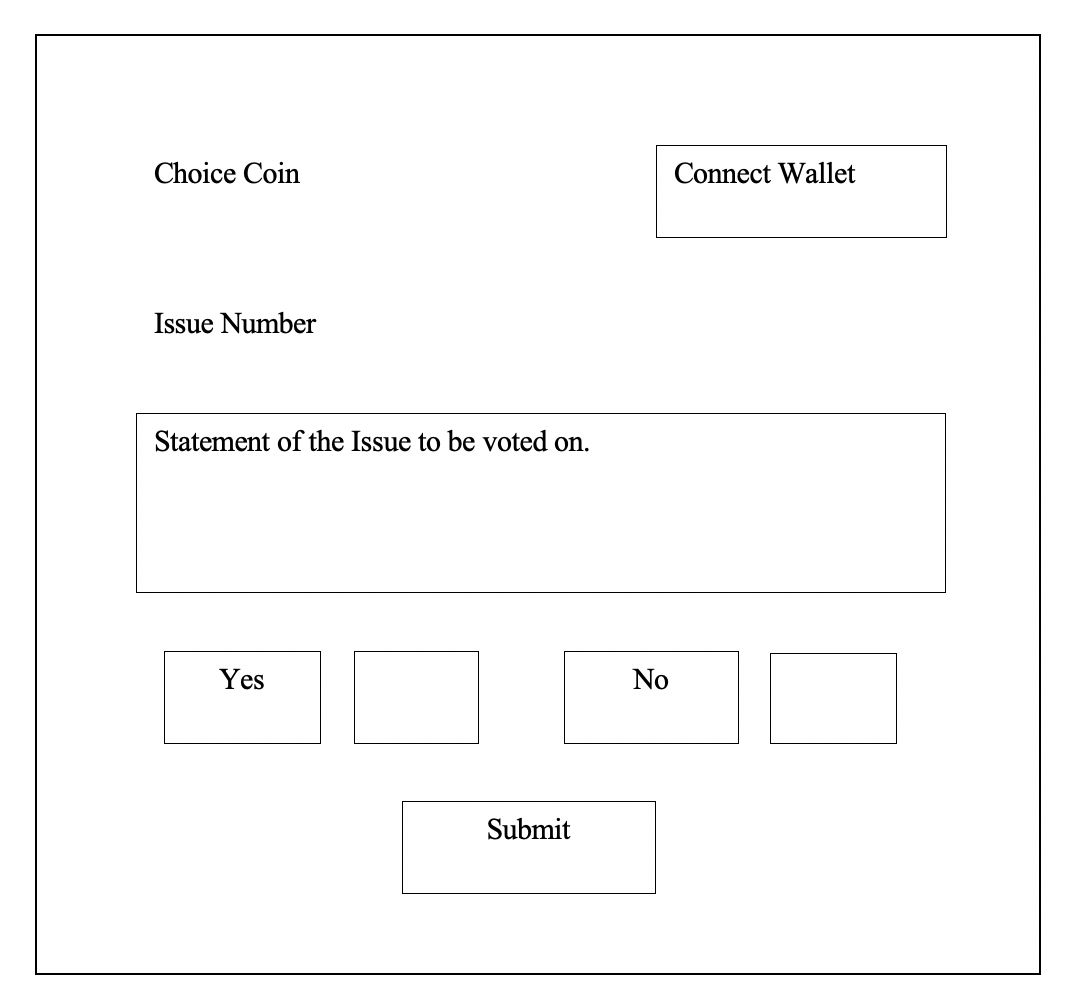 Choice Coin
Connect Wallet
Issue Number
Statement of the Issue to be voted on.
Yes
No
Submit